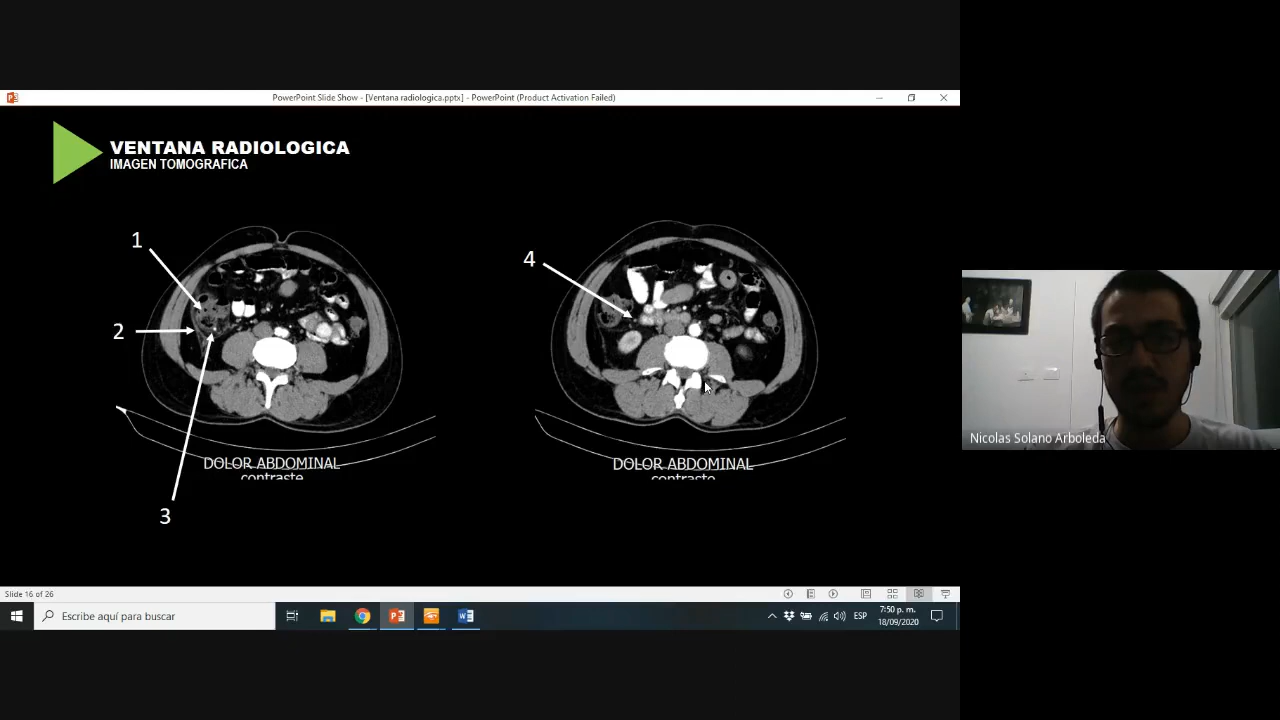 PowerPoint Slide Show - [Ventana radiologica.pptx] - PowerPoint (Product Activation Failed)
VENTANA RADIOLOGICA
IMAGEN TOMOGRAFICA
1
2
3
4
DOLOR ABDOMINAL
contraste
DOLOR ABDOMINAL
contraste
Nicolas Solano Arboleda
Slide 16 of 26
Escribe aquí para buscar
ESP
7:50 p. m.
18/09/2020